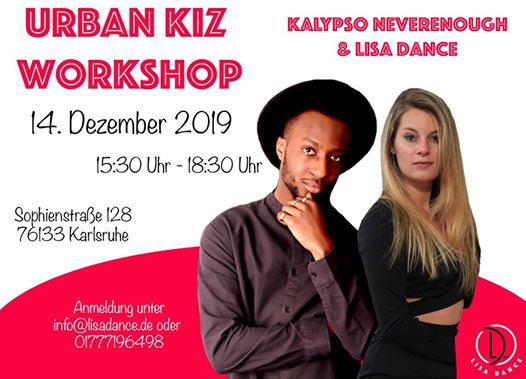 URBAN KIZ
WORKSHOP
KALYPSO NEVERENOUGH
& LISA DANCE
14. Dezember 2019
15:30 Uhr - 18:30 Uhr
Sophienstraße 128
76133 Karlsruhe
Anmeldung unter
info@lisadance.de oder
01777196498
LISA DANCE